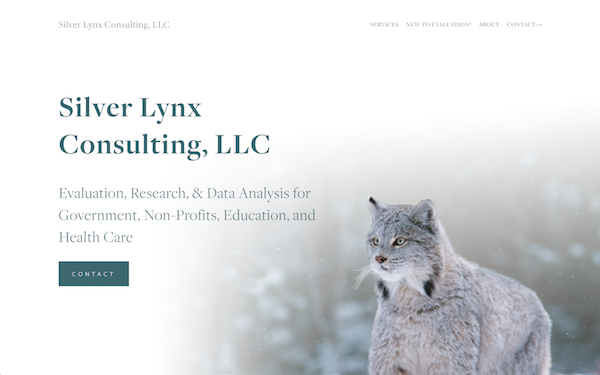 Silver Lynx Consulting, LLC
SERVICES NEW TO EVALUATION? ABOUT CONTACT→
Silver Lynx
Consulting, LLC
Evaluation, Research, & Data Analysis for
Government, Non-Profits, Education, and
Health Care
CONTACT